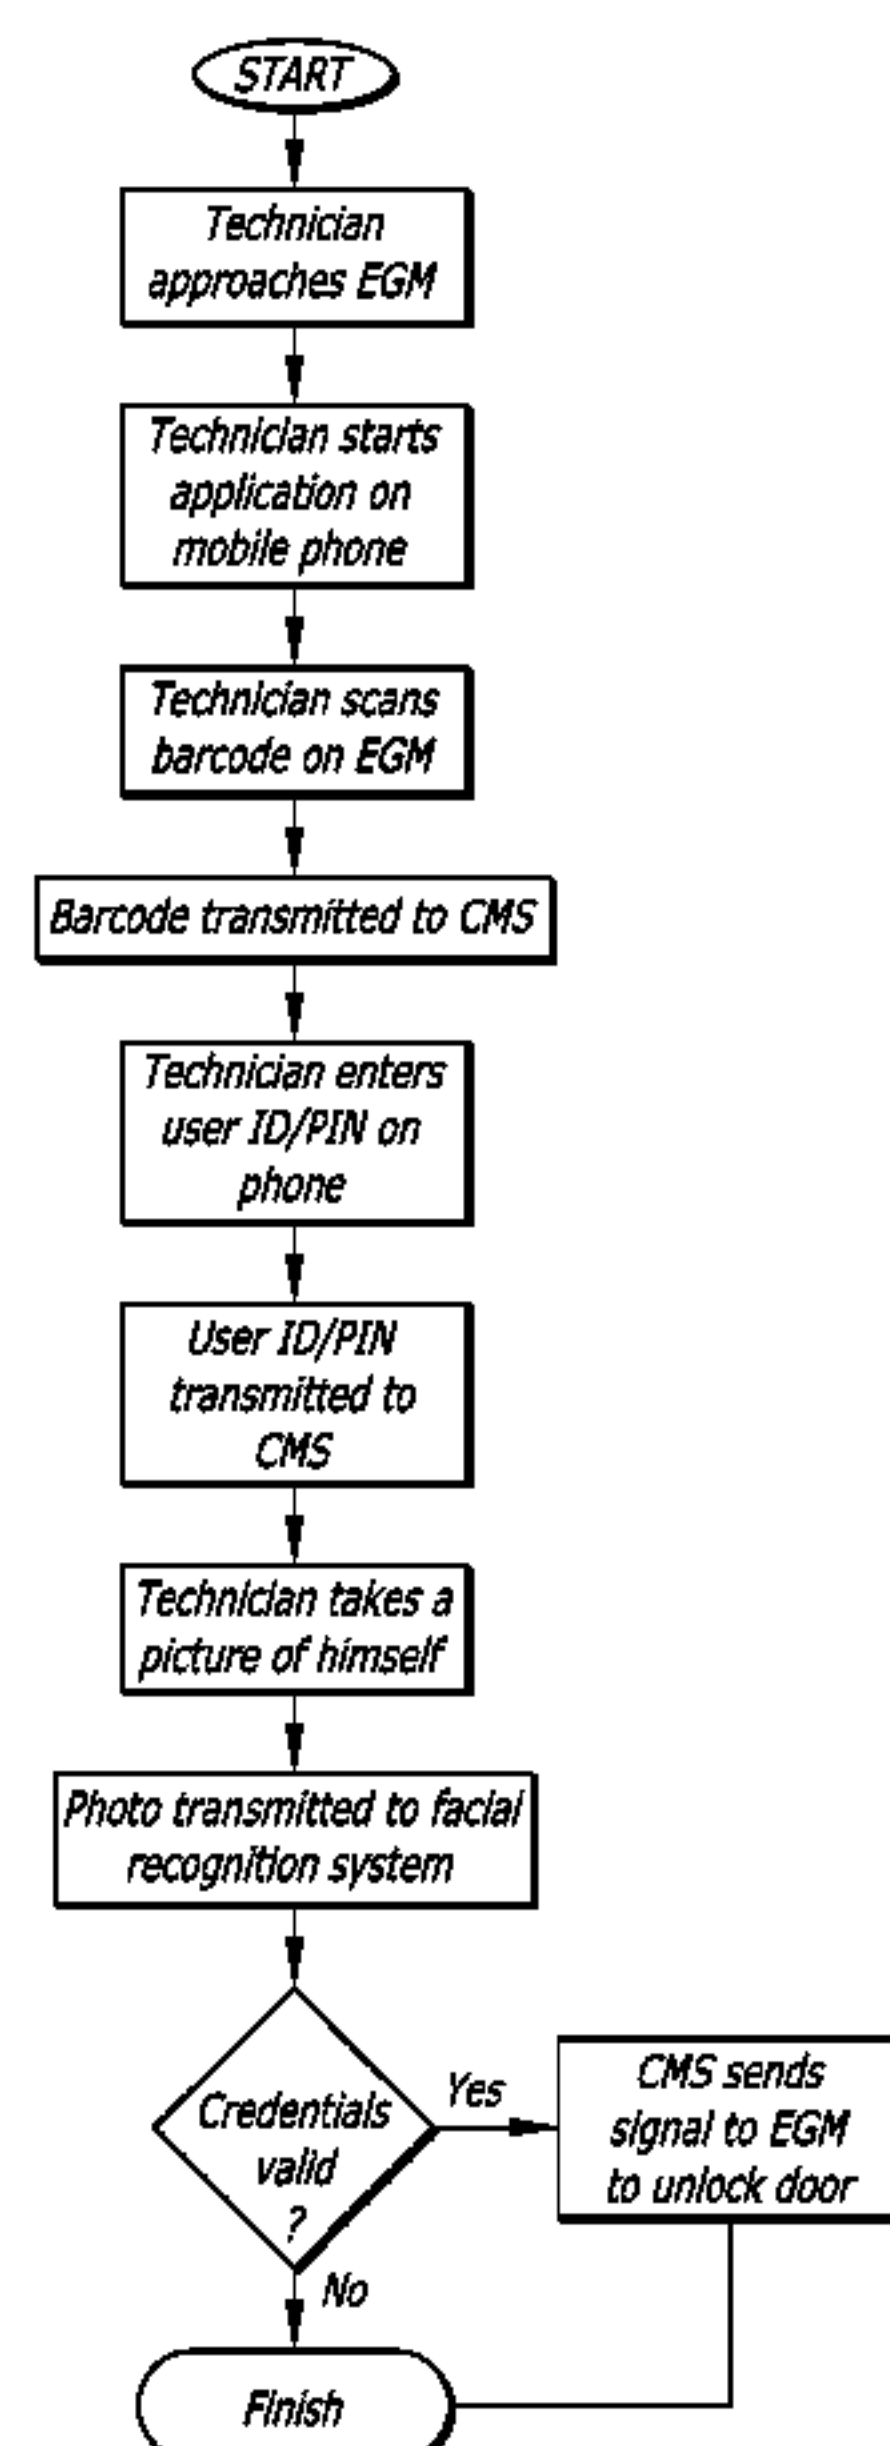 START
Technician
approaches EGM
Technician starts
application on
mobile phone
Technician scans
barcode on EGM
Barcode transmitted to CMS
Technician enters
user ID/PIN on
phone
User ID/PIN
transmitted to
CMS
Technician takes a
picture of himself
Photo transmitted to facial
recognition system
Credentials
valid
?
Yes
CMS sends
signal to EGM
to unlock door
No
Finish